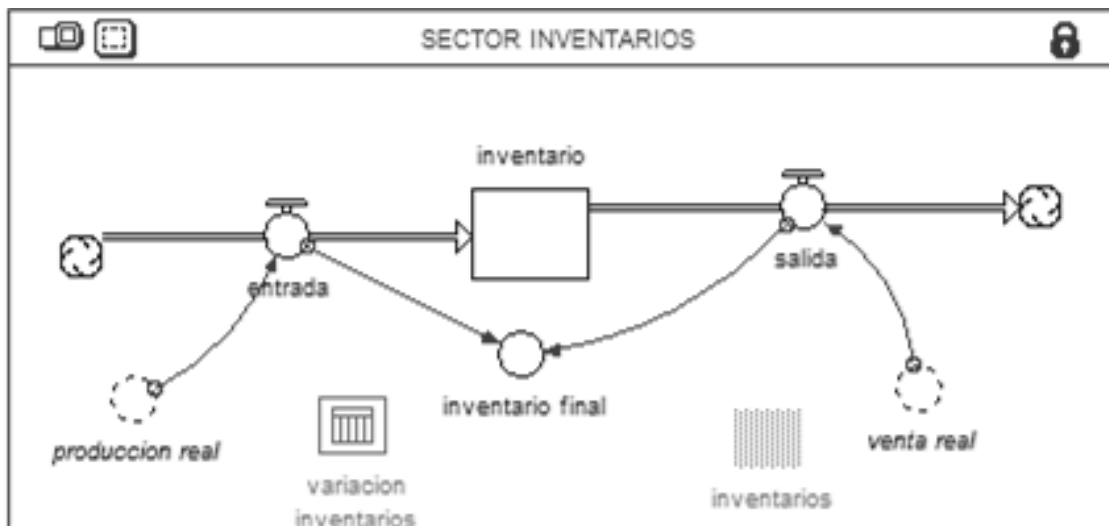 SECTOR INVENTARIOS
inventario
entrada
salida
inventario final
produccion real
venta real
variacion
inventarios
inventarios